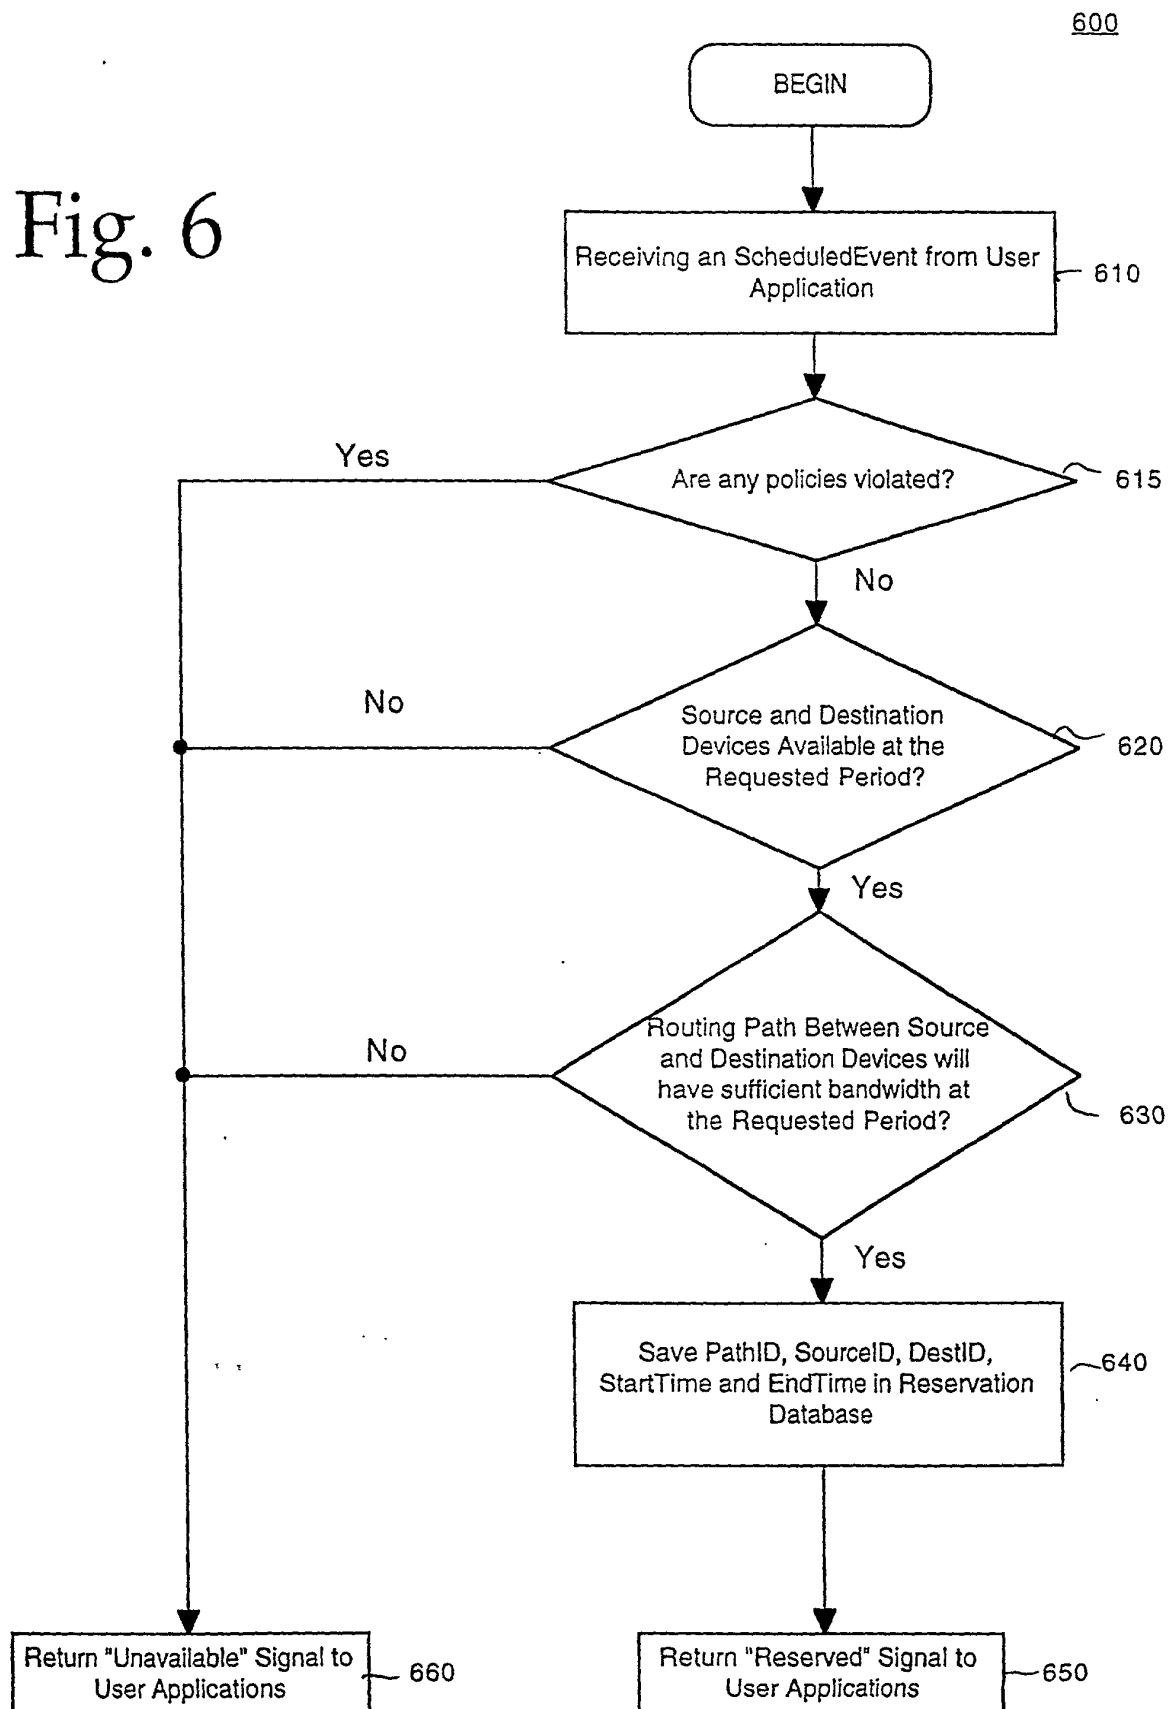 600
BEGIN
Fig. 6
Receiving an ScheduledEvent from User
Application
610
Yes
Are any policies violated?
615
No
No
Source and Destination
Devices Available at the
Requested Period?
620
Yes
No
Routing Path Between Source
and Destination Devices will
have sufficient bandwidth at
the Requested Period?
630
Yes
Save PathID, SourceID, DestID,
StartTime and EndTime in Reservation
Database
640
Return "Unavailable" Signal to
User Applications
660
Return "Reserved" Signal to
User Applications
650